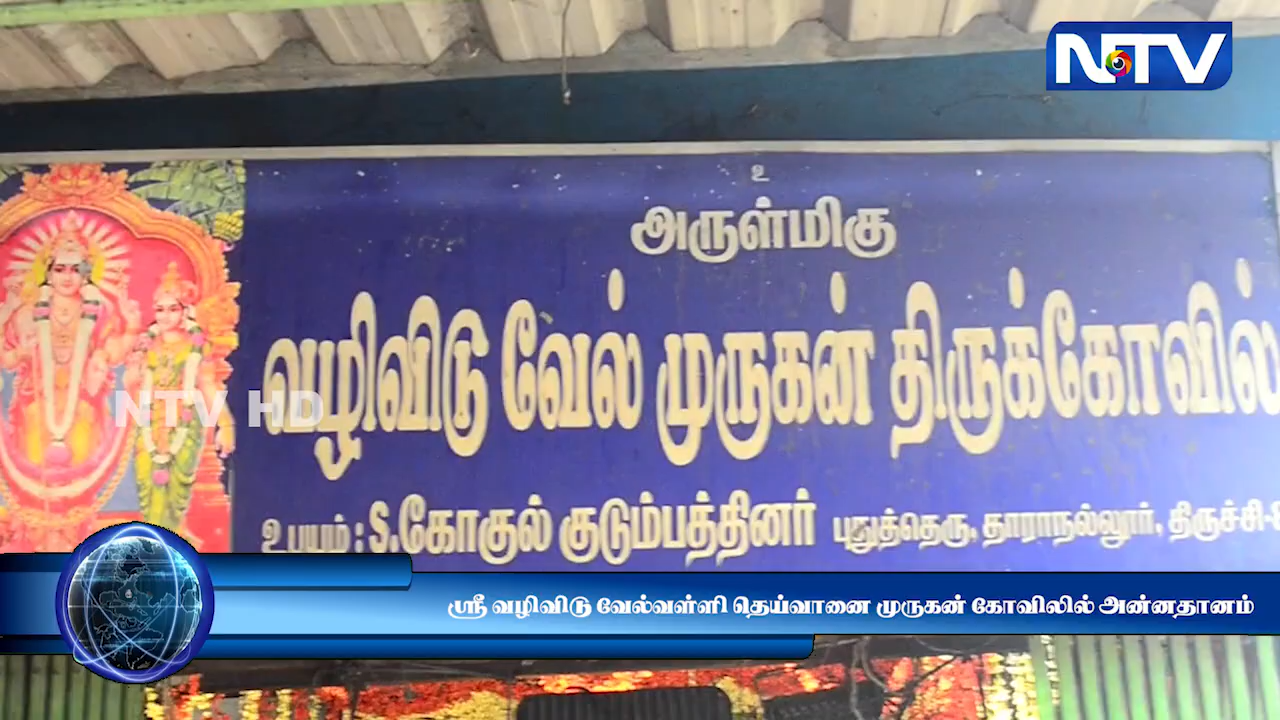 NTV
உ
அருள்மிகு
வழிவிடு வேல் முருகன் திருக்கோவில்
NTV HD
உபயம் : S.கோகுல் குடும்பத்தினர் புதுத்தெரு, தாராநல்லூர், திருச்சி-
ஸ்ரீ வழிவிடு வேல்வள்ளி தெய்வானை முருகன் கோவிலில் அன்னதானம்